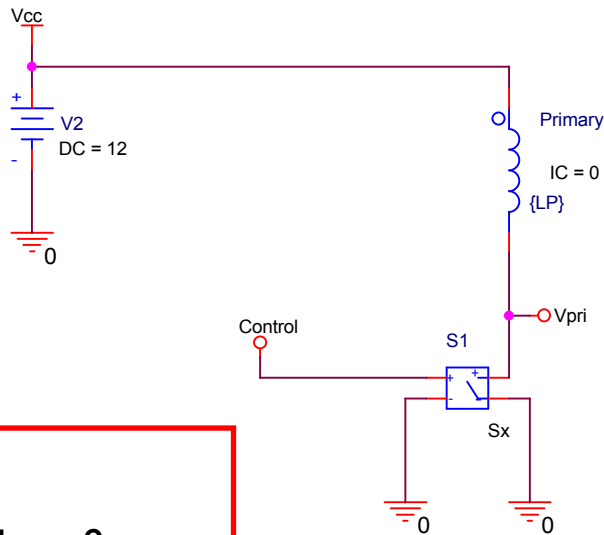 Vcc
+
V2
DC = 12
-
0
Primary
IC = 0
{LP}
Vpri
Control
S1
+
+
-
-
Sx
0
0